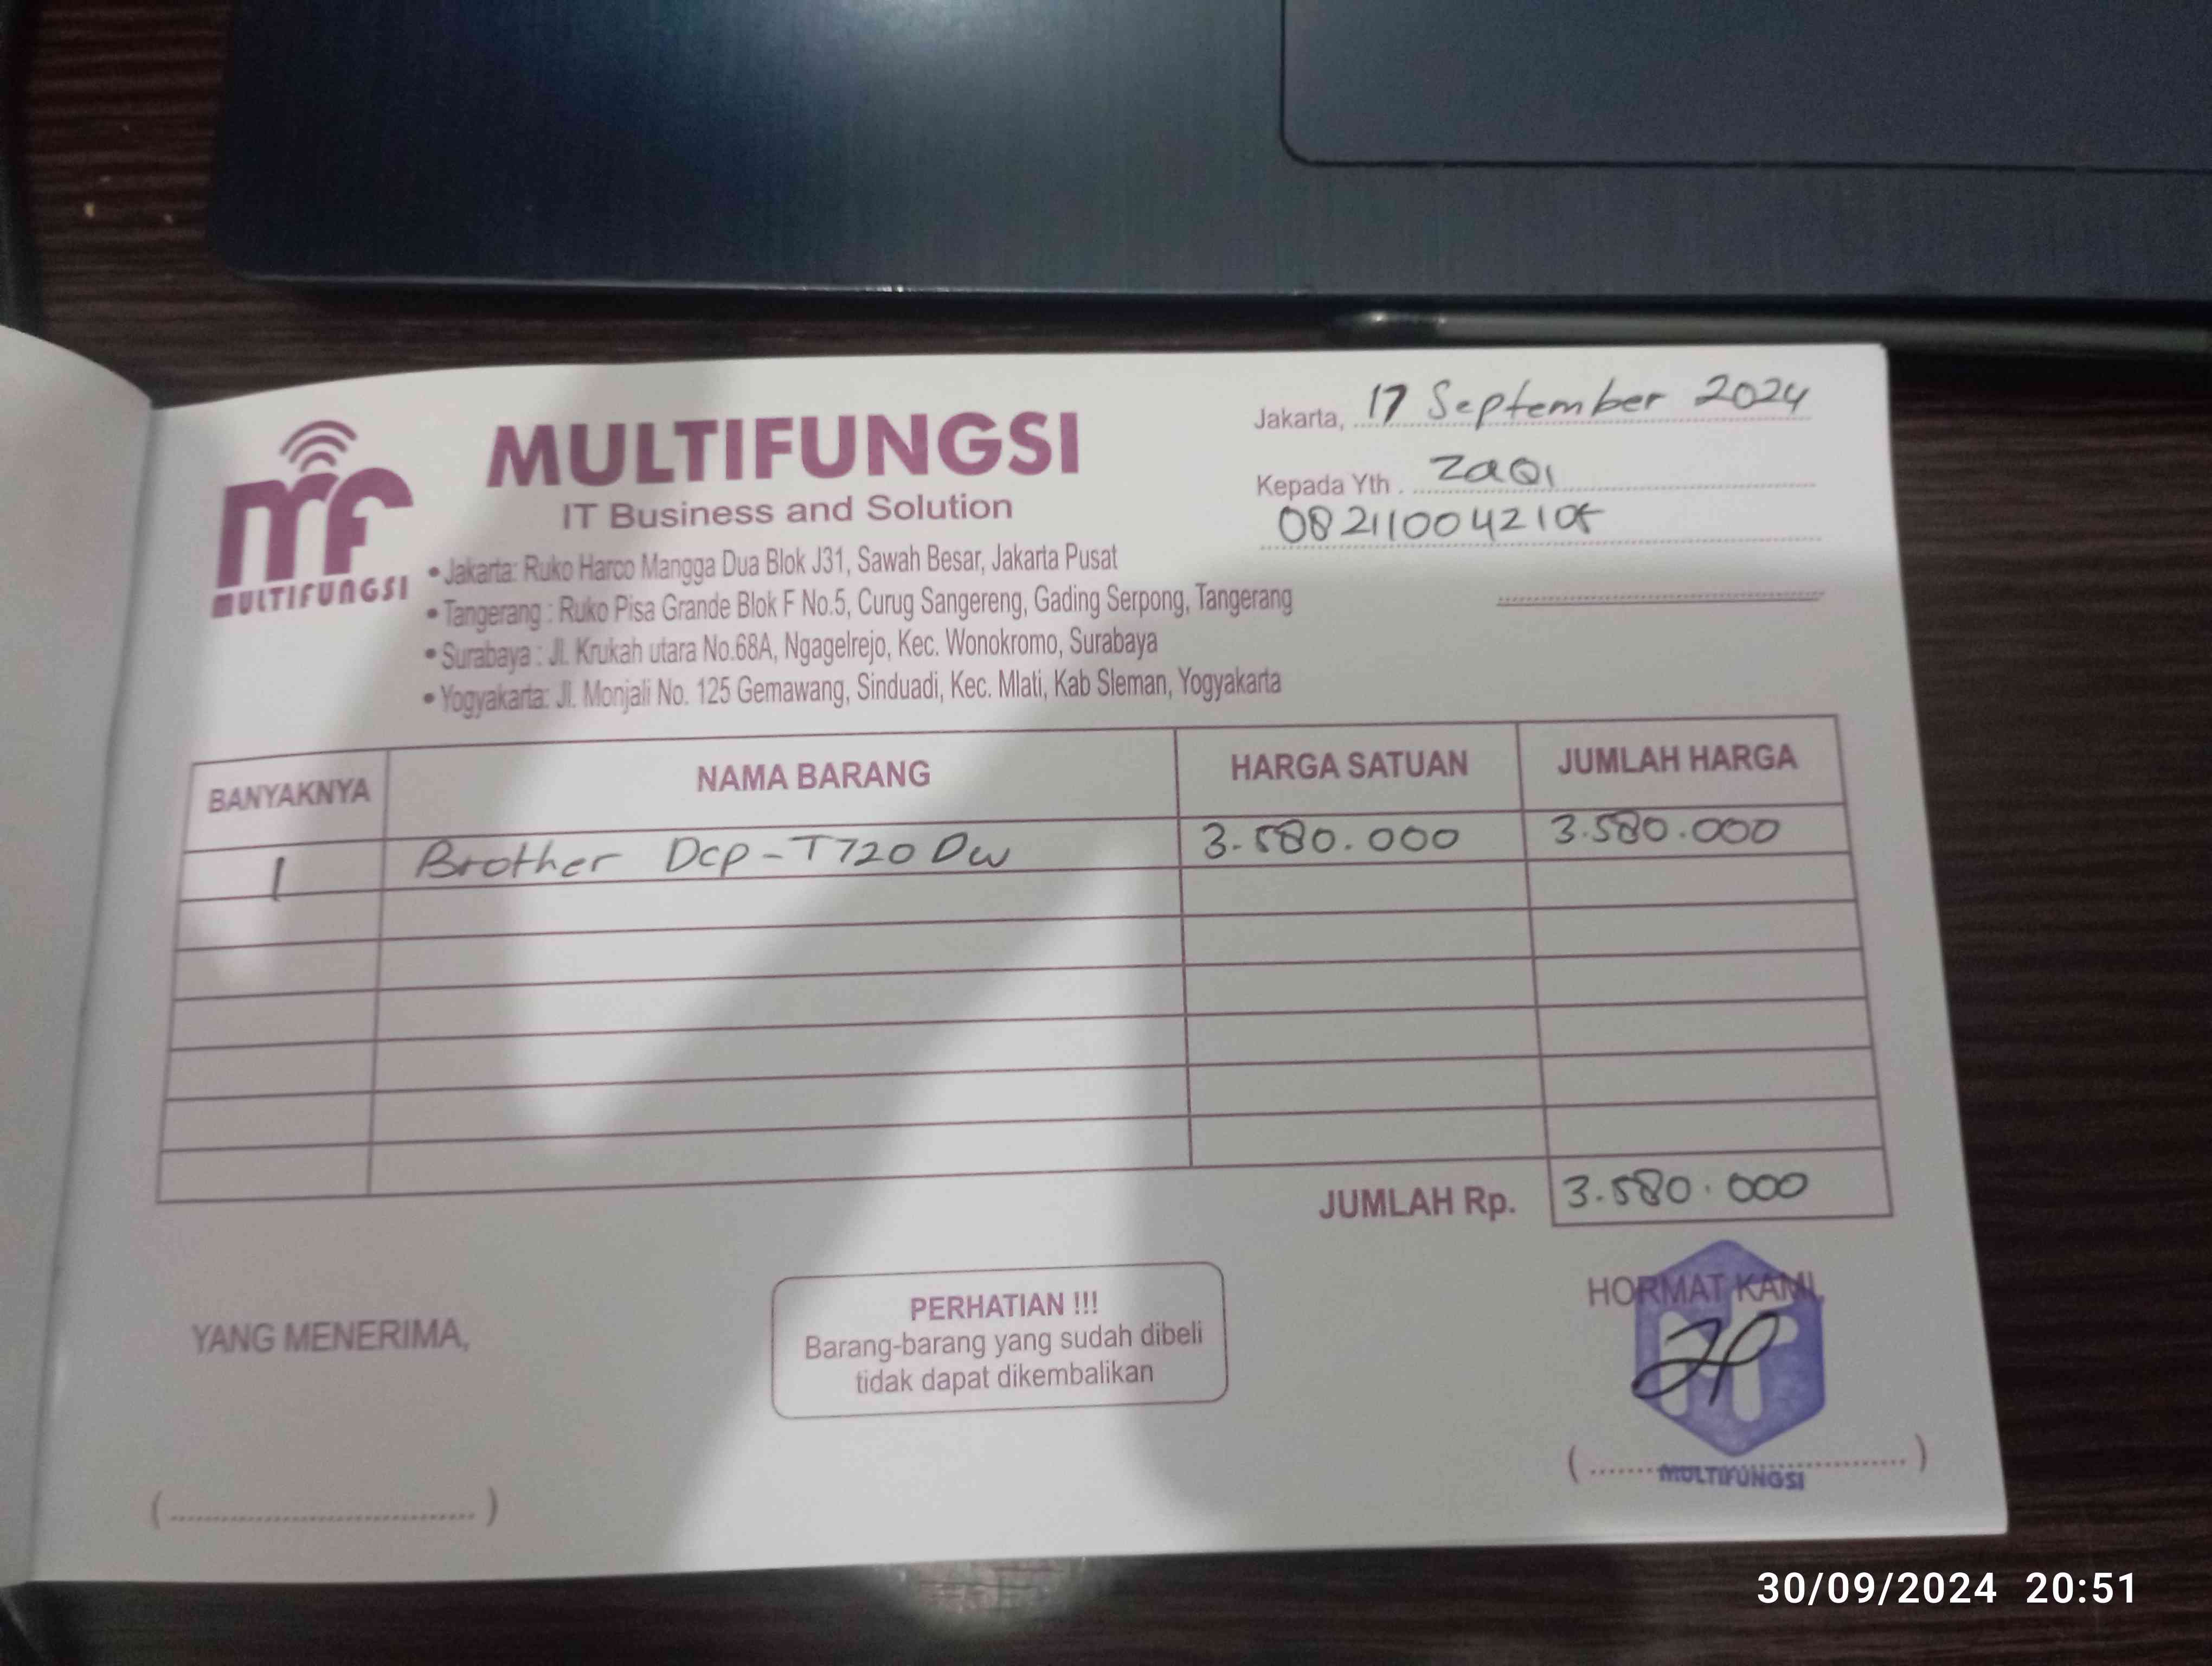 MULTIFUNGSI
MULTIFUNGSI
IT Business and Solution
• Jakarta: Ruko Harco Mangga Dua Blok J31, Sawah Besar, Jakarta Pusat
• Tangerang : Ruko Pisa Grande Blok F No.5, Curug Sangereng, Gading Serpong, Tangerang
• Surabaya : Jl. Krukah utara No.68A, Ngagelrejo, Kec. Wonokromo, Surabaya
• Yogyakarta: Jl. Monjali No. 125 Gemawang, Sinduadi, Kec. Mlati, Kab Sleman, Yogyakarta
Jakarta, 17 September 2024
Kepada Yth . ZaQi
BANYAKNYA NAMA BARANG HARGA SATUAN JUMLAH HARGA
1 Brother Dcp-T720 Dw 3.580.000 3.580.000
JUMLAH Rp. 3.580.000
YANG MENERIMA,
PERHATIAN !!!
Barang-barang yang sudah dibeli
tidak dapat dikembalikan
HORMAT KAMI,
MULTIFUNGSI
30/09/2024 20:51